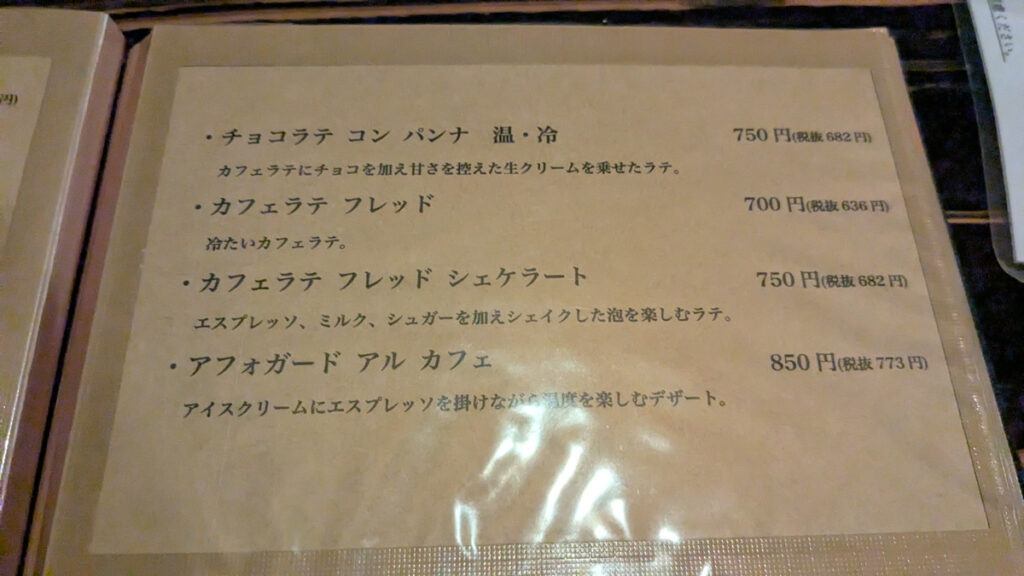 ・チョコラテ コン パンナ 温・冷 750円(税抜682円)
カフェラテにチョコを加え甘さを控えた生クリームを乗せたラテ。
・カフェラテ フレッド 700円(税抜636円)
冷たいカフェラテ。
・カフェラテ フレッド シェケラート 750円(税抜682円)
エスプレッソ、ミルク、シュガーを加えシェイクした泡を楽しむラテ。
・アフォガード アル カフェ 850円(税抜773円)
アイスクリームにエスプレッソを掛けながら温度を楽しむデザート。
円)
ください。